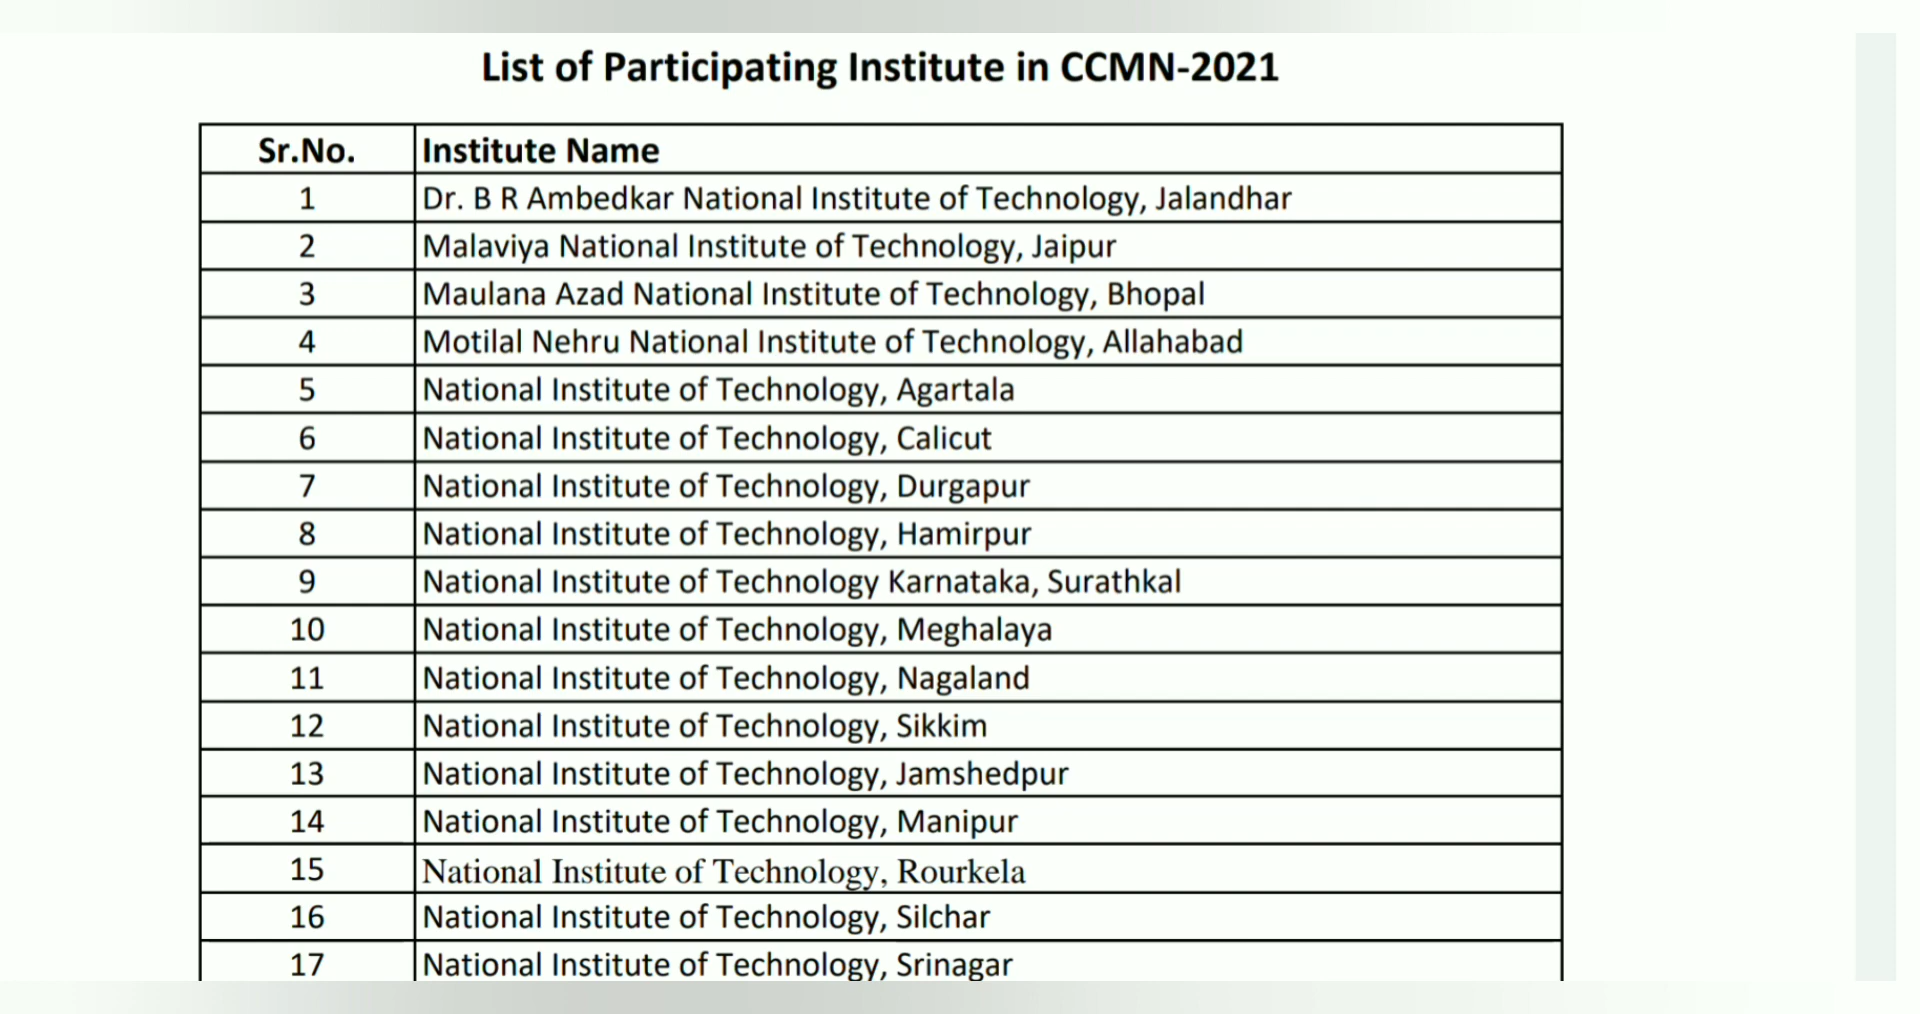 List of Participating Institute in CCMN-2021
Sr.No. Institute Name
1 Dr. B R Ambedkar National Institute of Technology, Jalandhar
2 Malaviya National Institute of Technology, Jaipur
3 Maulana Azad National Institute of Technology, Bhopal
4 Motilal Nehru National Institute of Technology, Allahabad
5 National Institute of Technology, Agartala
6 National Institute of Technology, Calicut
7 National Institute of Technology, Durgapur
8 National Institute of Technology, Hamirpur
9 National Institute of Technology Karnataka, Surathkal
10 National Institute of Technology, Meghalaya
11 National Institute of Technology, Nagaland
12 National Institute of Technology, Sikkim
13 National Institute of Technology, Jamshedpur
14 National Institute of Technology, Manipur
15 National Institute of Technology, Rourkela
16 National Institute of Technology, Silchar
17 National Institute of Technology, Srinagar